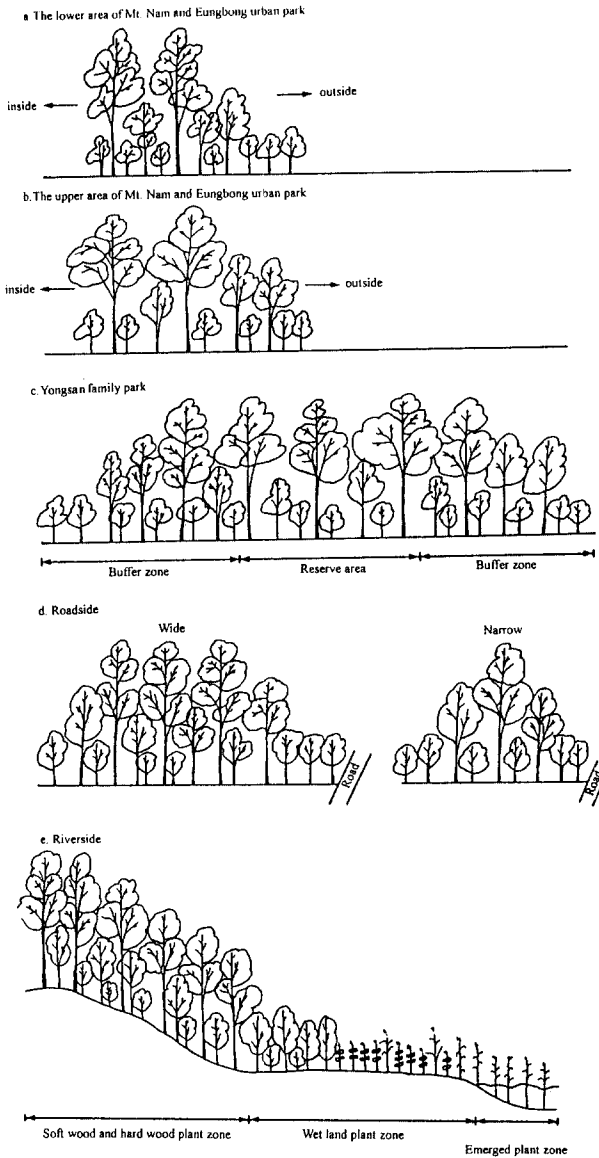 a The lower area of Mt. Nam and Eungbong urban park
inside
outside
b. The upper area of Mt. Nam and Eungbong urban park
inside
outside
c. Yongsan family park
Buffer zone
Reserve area
Buffer zone
d. Roadside
Wide
Narrow
Road
Road
e. Riverside
Soft wood and hard wood plant zone
Wet land plant zone
Emerged plant zone